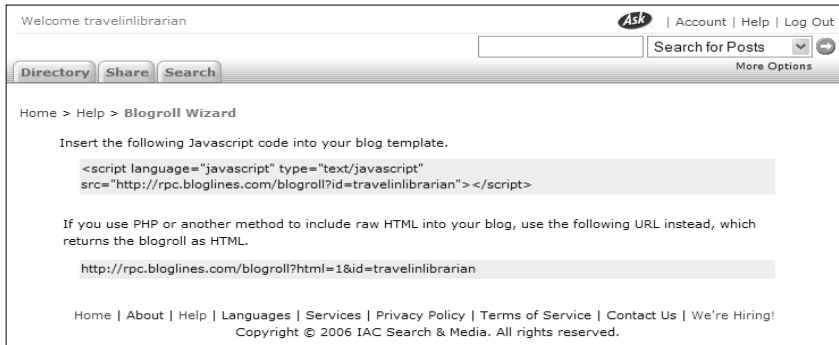 Welcome travelinlibrarian
Ask | Account | Help | Log Out
Search for Posts
More Options
Directory Share Search
Home > Help > Blogroll Wizard
Insert the following Javascript code into your blog template.
<script language="javascript" type="text/javascript"
src="http://rpc.bloglines.com/blogroll?id=travelinlibrarian"></script>
If you use PHP or another method to include raw HTML into your blog, use the following URL instead, which
returns the blogroll as HTML.
http://rpc.bloglines.com/blogroll?html=1&id=travelinlibrarian
Home | About | Help | Languages | Services | Privacy Policy | Terms of Service | Contact Us | We're Hiring!
Copyright © 2006 IAC Search & Media. All rights reserved.